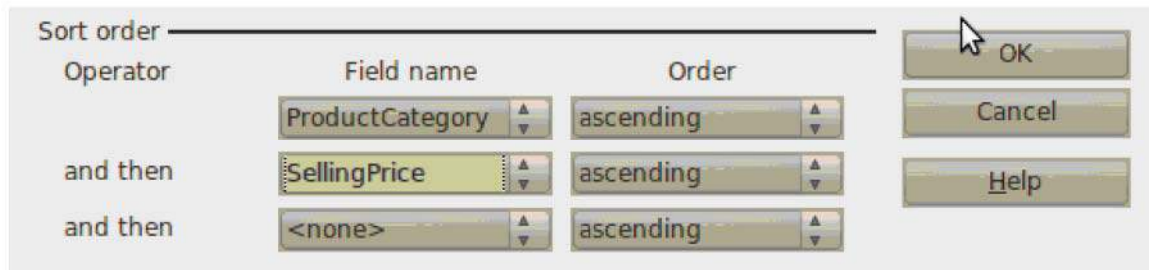 Sort order
OK
Operator Field name Order
ProductCategory ascending
Cancel
and then SellingPrice ascending
Help
and then <none> ascending